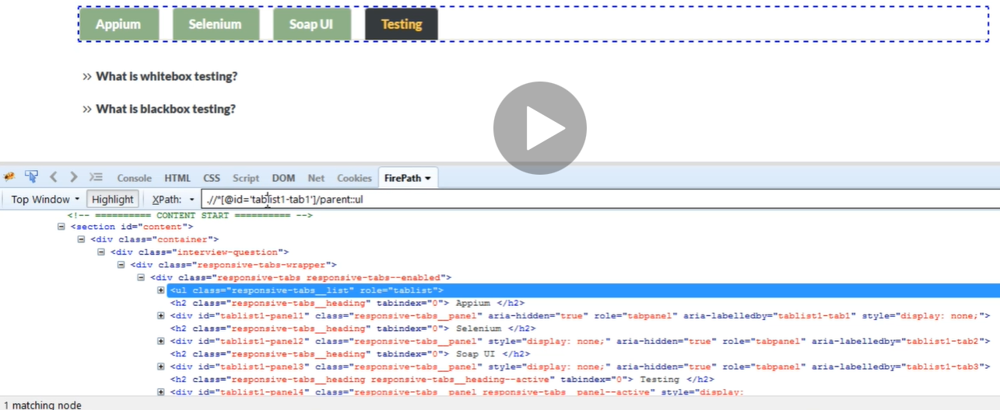 Appium Selenium Soap UI Testing
» What is whitebox testing?
» What is blackbox testing?
Console HTML CSS Script DOM Net Cookies FirePath
Top Window Highlight XPath: .//*[@id='tablist1-tab1']/parent::ul
<!-- ========== CONTENT START ========== -->
<section id="content">
<div class="container">
<div class="interview-question">
<div class="responsive-tabs-wrapper">
<div class="responsive-tabs responsive-tabs--enabled">
<ul class="responsive-tabs__list" role="tablist">
<h2 class="responsive-tabs__heading" tabindex="0"> Appium </h2>
<div id="tablist1-panel1" class="responsive-tabs__panel" aria-hidden="true" role="tabpanel" aria-labelledby="tablist1-tab1" style="display: none;">
<h2 class="responsive-tabs__heading" tabindex="0"> Selenium </h2>
<div id="tablist1-panel2" class="responsive-tabs__panel" style="display: none;" aria-hidden="true" role="tabpanel" aria-labelledby="tablist1-tab2">
<h2 class="responsive-tabs__heading" tabindex="0"> Soap UI </h2>
<div id="tablist1-panel3" class="responsive-tabs__panel" style="display: none;" aria-hidden="true" role="tabpanel" aria-labelledby="tablist1-tab3">
<h2 class="responsive-tabs__heading responsive-tabs__heading--active" tabindex="0"> Testing </h2>
<div id="tablist1-panel4" class="responsive-tabs__panel responsive-tabs__panel--active" style="display:
1 matching node